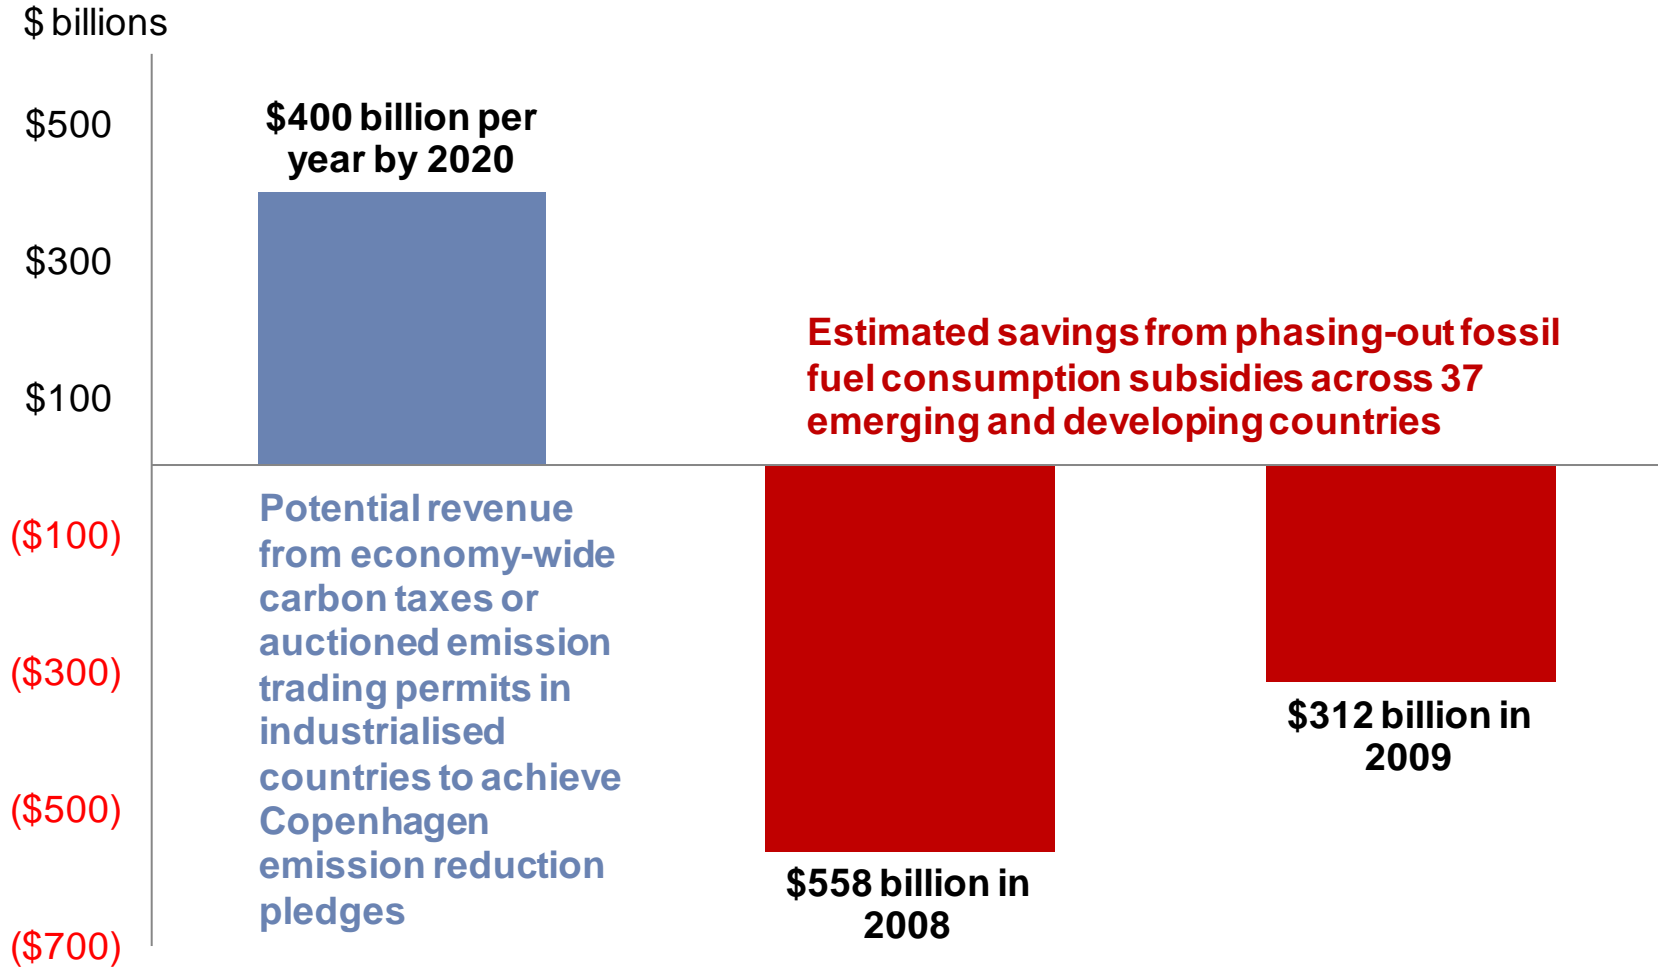 $ billions
$500
$300
$100
($100)
($300)
($500)
($700)
$400 billion per
year by 2020
Potential revenue
from economy-wide
carbon taxes or
auctioned emission
trading permits in
industrialised
countries to achieve
Copenhagen
emission reduction
pledges
Estimated savings from phasing-out fossil
fuel consumption subsidies across 37
emerging and developing countries
$558 billion in
2008
$312 billion in
2009